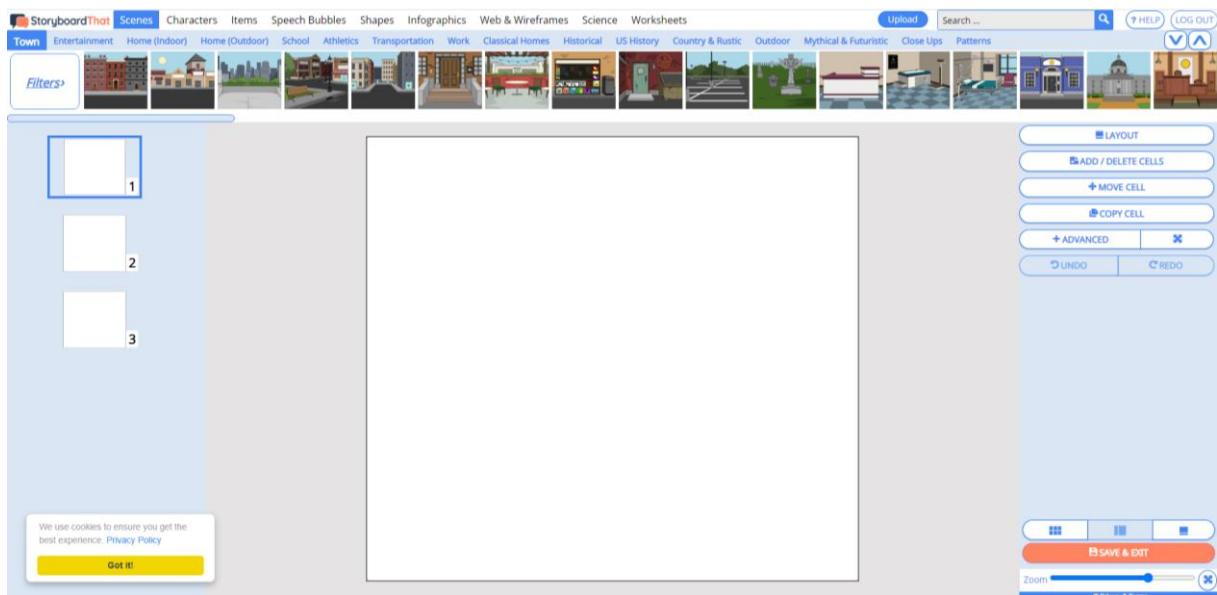 StoryboardThat Scenes Characters Items Speech Bubbles Shapes Infographics Web & Wireframes Science Worksheets Upload Search ... ? HELP LOG OUT
Town Entertainment Home (Indoor) Home (Outdoor) School Athletics Transportation Work Classical Homes Historical US History Country & Rustic Outdoor Mythical & Futuristic Close Ups Patterns
Filters›
LAYOUT
ADD / DELETE CELLS
1
MOVE CELL
COPY CELL
ADVANCED
2
UNDO REDO
3
We use cookies to ensure you get the
best experience. Privacy Policy
Got it!
SAVE & EXIT
Zoom